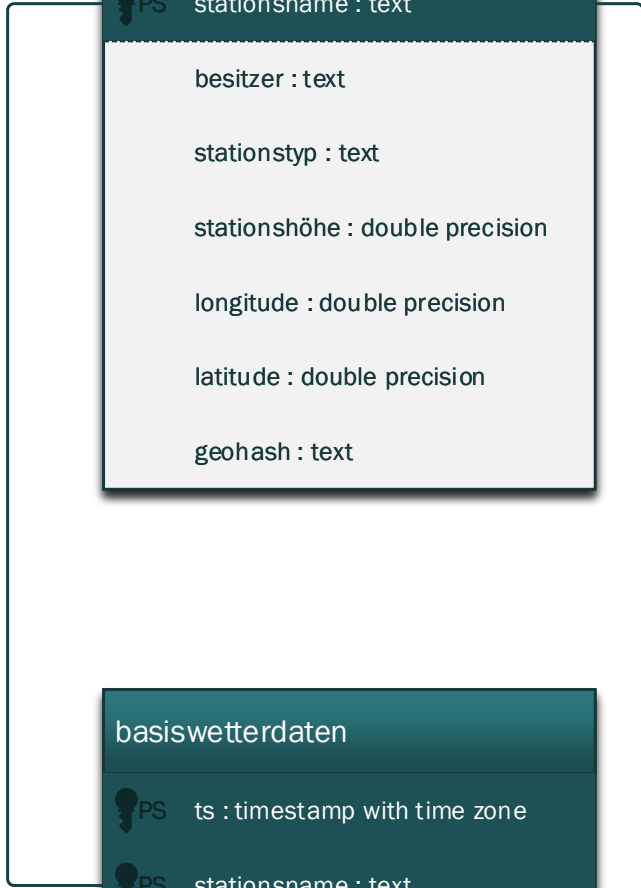 PS stationsname : text
besitzer : text
stationstyp : text
stationshöhe : double precision
longitude : double precision
latitude : double precision
geohash : text
basiswetterdaten
PS ts : timestamp with time zone
PS stationsname : text